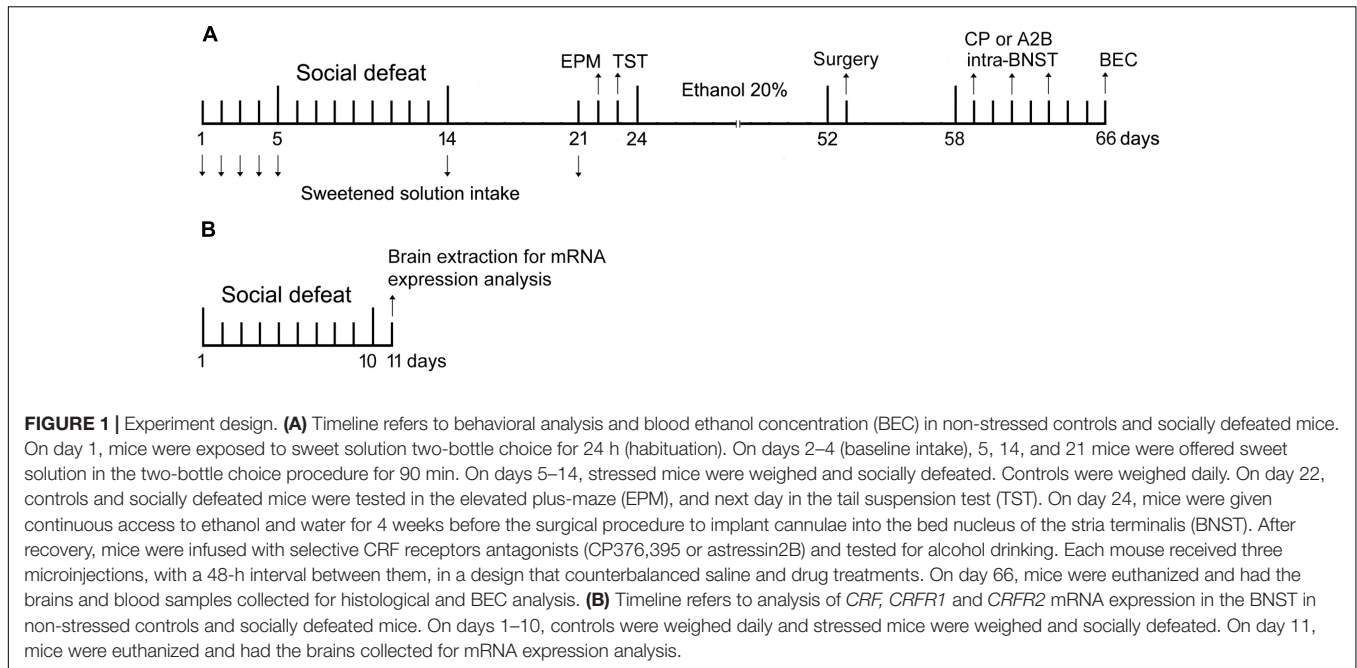 A
CP or A2B
EPM TST Surgery intra-BNST BEC
Social defeat
Ethanol 20%
1 5 14 21 24 52 58 66 days
Sweetened solution intake
B
Brain extraction for mRNA
expression analysis
Social defeat
1 10 11 days
FIGURE 1 | Experiment design. (A) Timeline refers to behavioral analysis and blood ethanol concentration (BEC) in non-stressed controls and socially defeated mice.
On day 1, mice were exposed to sweet solution two-bottle choice for 24 h (habituation). On days 2–4 (baseline intake), 5, 14, and 21 mice were offered sweet
solution in the two-bottle choice procedure for 90 min. On days 5–14, stressed mice were weighed and socially defeated. Controls were weighed daily. On day 22,
controls and socially defeated mice were tested in the elevated plus-maze (EPM), and next day in the tail suspension test (TST). On day 24, mice were given
continuous access to ethanol and water for 4 weeks before the surgical procedure to implant cannulae into the bed nucleus of the stria terminalis (BNST). After
recovery, mice were infused with selective CRF receptors antagonists (CP376,395 or astressin2B) and tested for alcohol drinking. Each mouse received three
microinjections, with a 48-h interval between them, in a design that counterbalanced saline and drug treatments. On day 66, mice were euthanized and had the
brains and blood samples collected for histological and BEC analysis. (B) Timeline refers to analysis of CRF, CRFR1 and CRFR2 mRNA expression in the BNST in
non-stressed controls and socially defeated mice. On days 1–10, controls were weighed daily and stressed mice were weighed and socially defeated. On day 11,
mice were euthanized and had the brains collected for mRNA expression analysis.